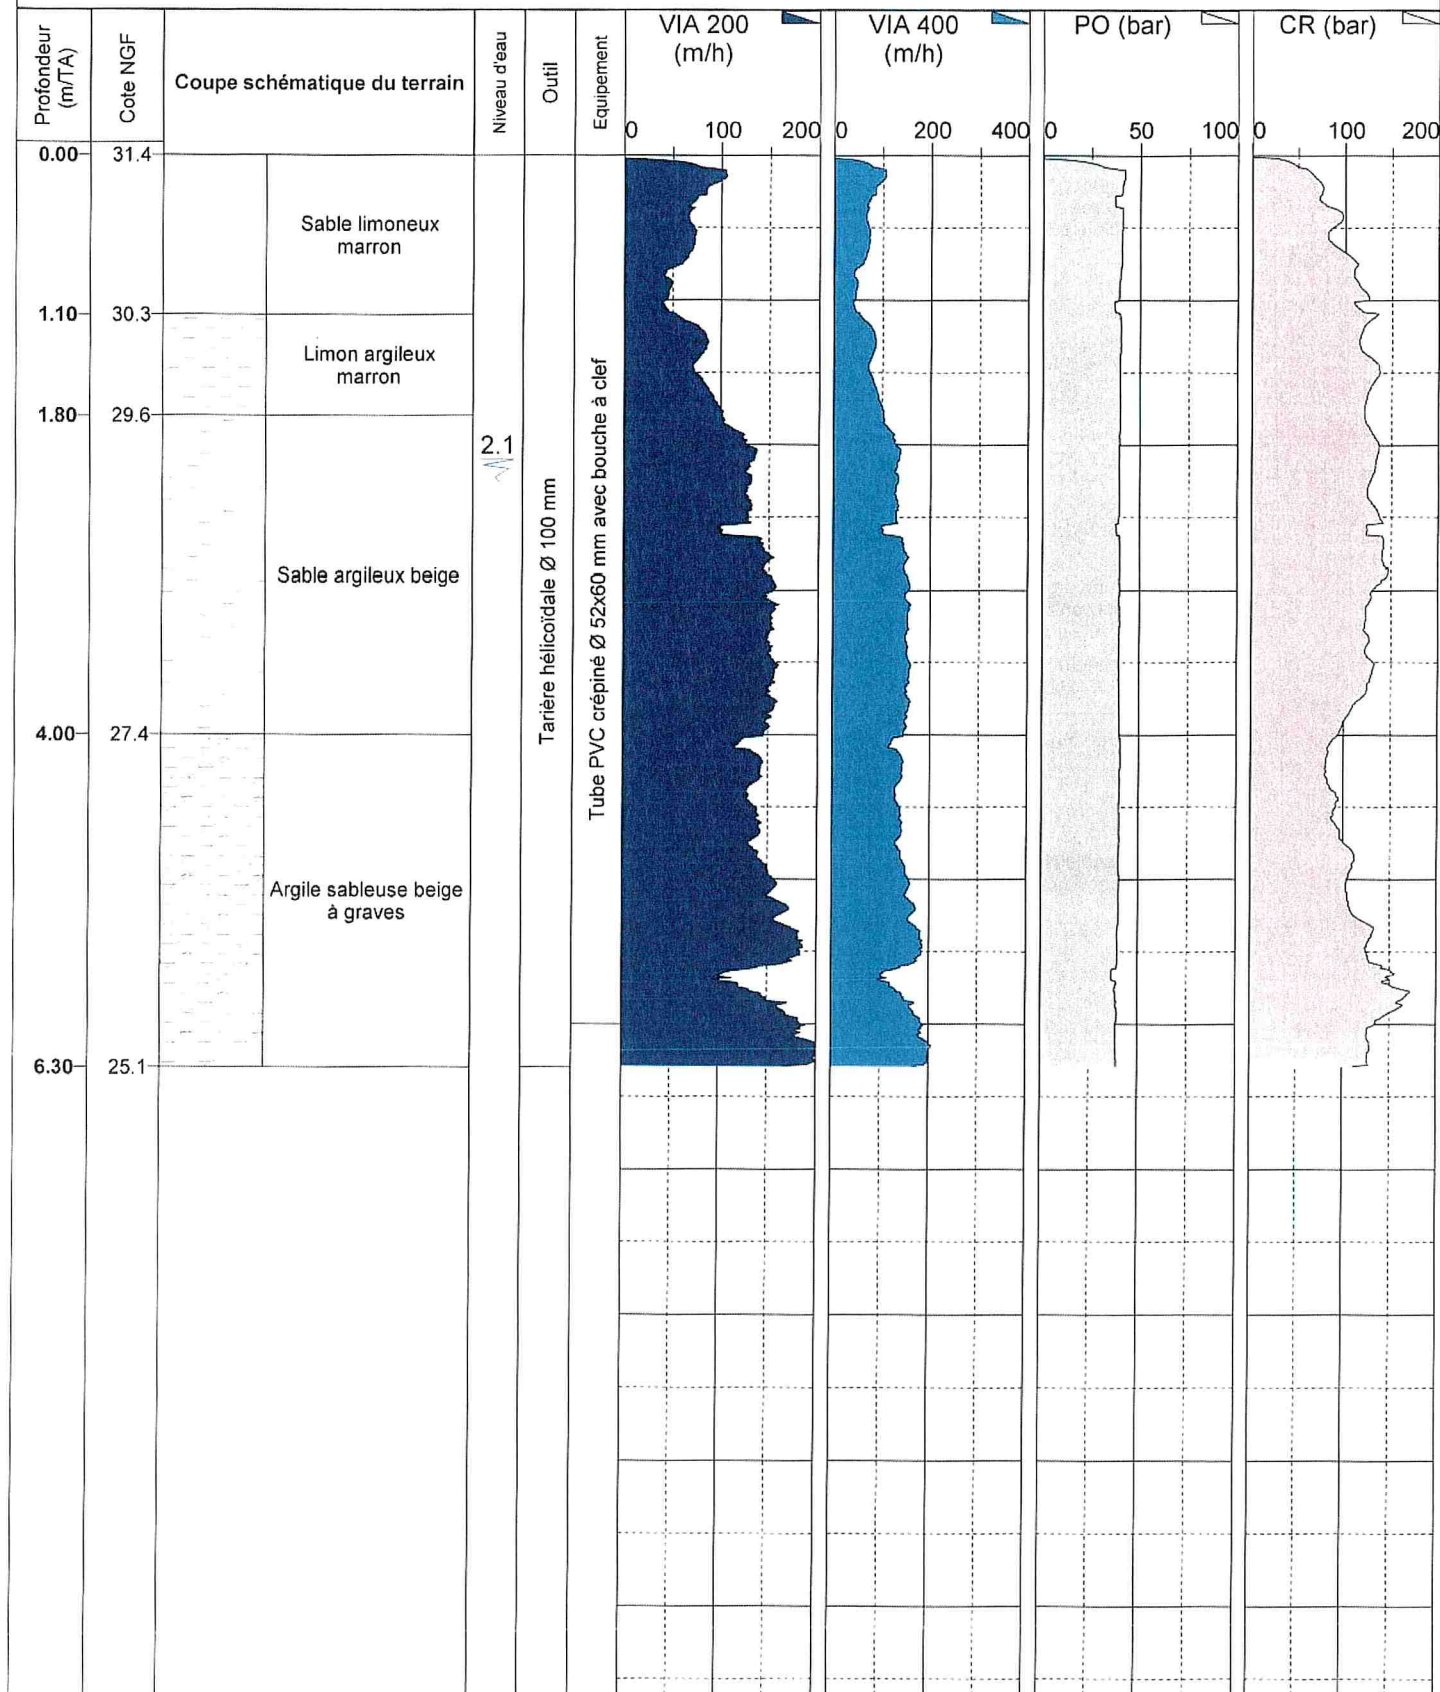 Profondeur
(m/TA)
Cote NGF
Coupe schématique du terrain
Niveau d'eau
Outil
Equipement
VIA 200
(m/h)
0 100 200
VIA 400
(m/h)
0 200 400
PO (bar)
0 50 100
CR (bar)
0 100 200
0.00 31.4
Sable limoneux
marron
1.10 30.3
Limon argileux
marron
1.80 29.6
2.1
Sable argileux beige
Tarière hélicoïdale Ø 100 mm
Tube PVC crépiné Ø 52x60 mm avec bouche à clef
4.00 27.4
Argile sableuse beige
à graves
6.30 25.1